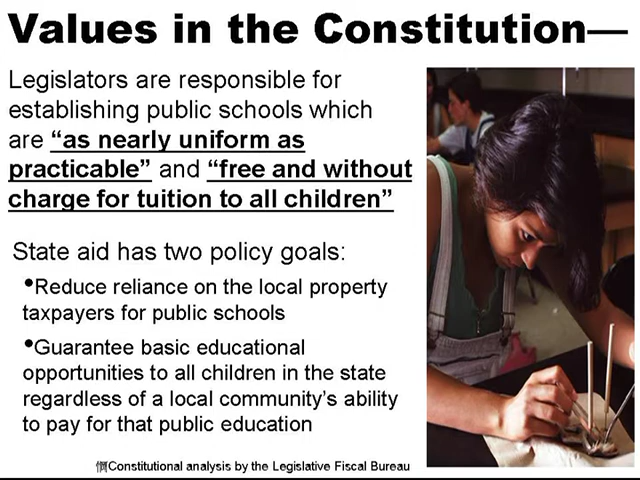 Values in the Constitution—
Legislators are responsible for
establishing public schools which
are “as nearly uniform as
practicable” and “free and without
charge for tuition to all children”
State aid has two policy goals:
•Reduce reliance on the local property
taxpayers for public schools
•Guarantee basic educational
opportunities to all children in the state
regardless of a local community’s ability
to pay for that public education
Constitutional analysis by the Legislative Fiscal Bureau